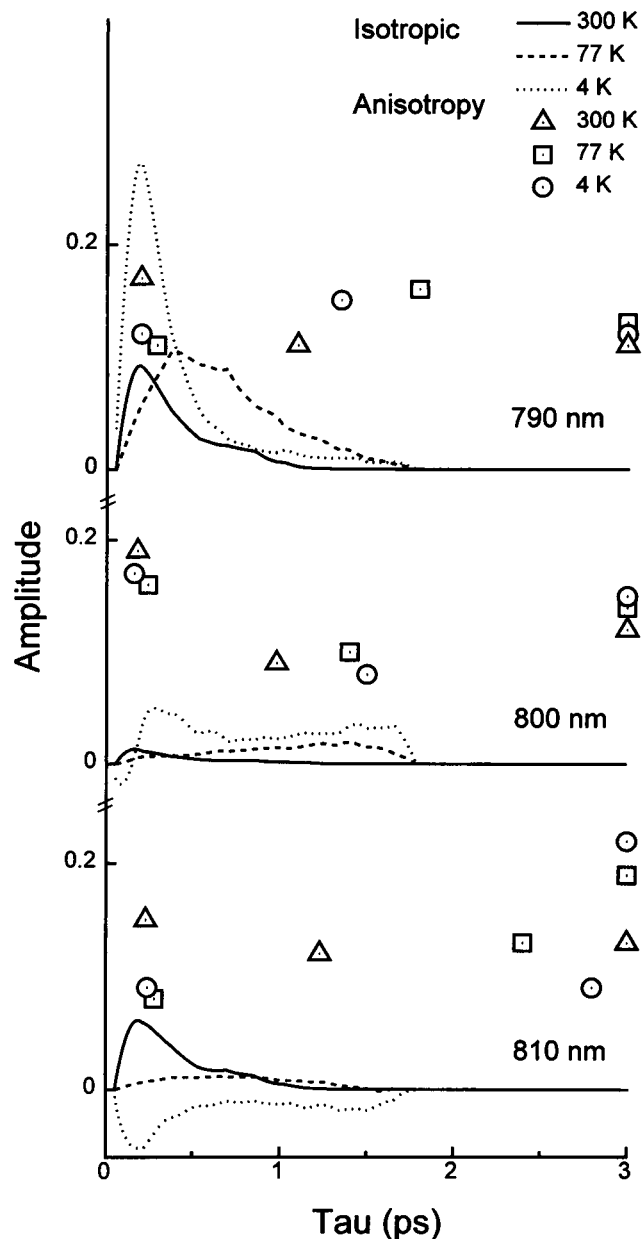 Isotropic
300 K
77 K
4 K
Anisotropy
300 K
77 K
4 K
0.2
0
790 nm
0.2
0
800 nm
0.2
0
810 nm
Amplitude
0
1
2
3
Tau (ps)